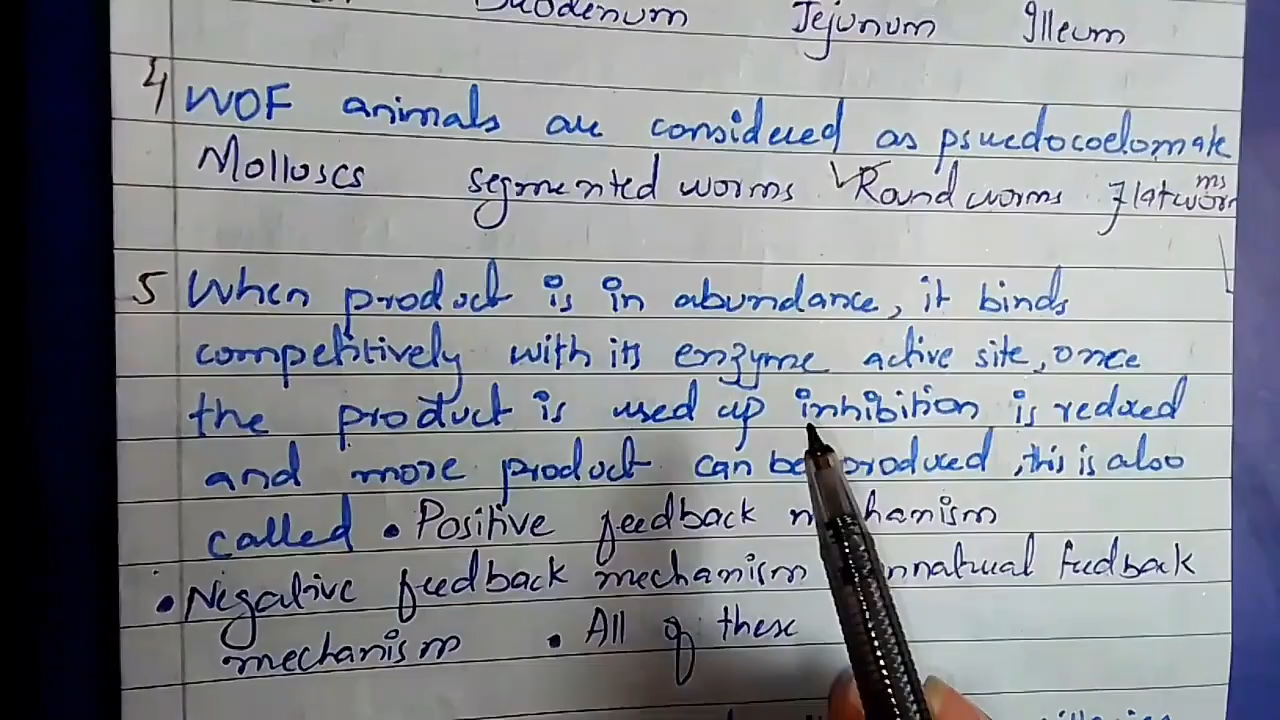 Duodenum Jejunum Illeum
4 WOF animals are considered as psuedocoelomate
Molloscs segmented worms Round worms Flatworms
5 When product is in abundance, it binds
competitively with its enzyme active site, once
the product is used up inhibition is reduced
and more product can be produced, this is also
called • Positive feedback mechanism
• Negative feedback mechanism feedback
mechanism • All of these